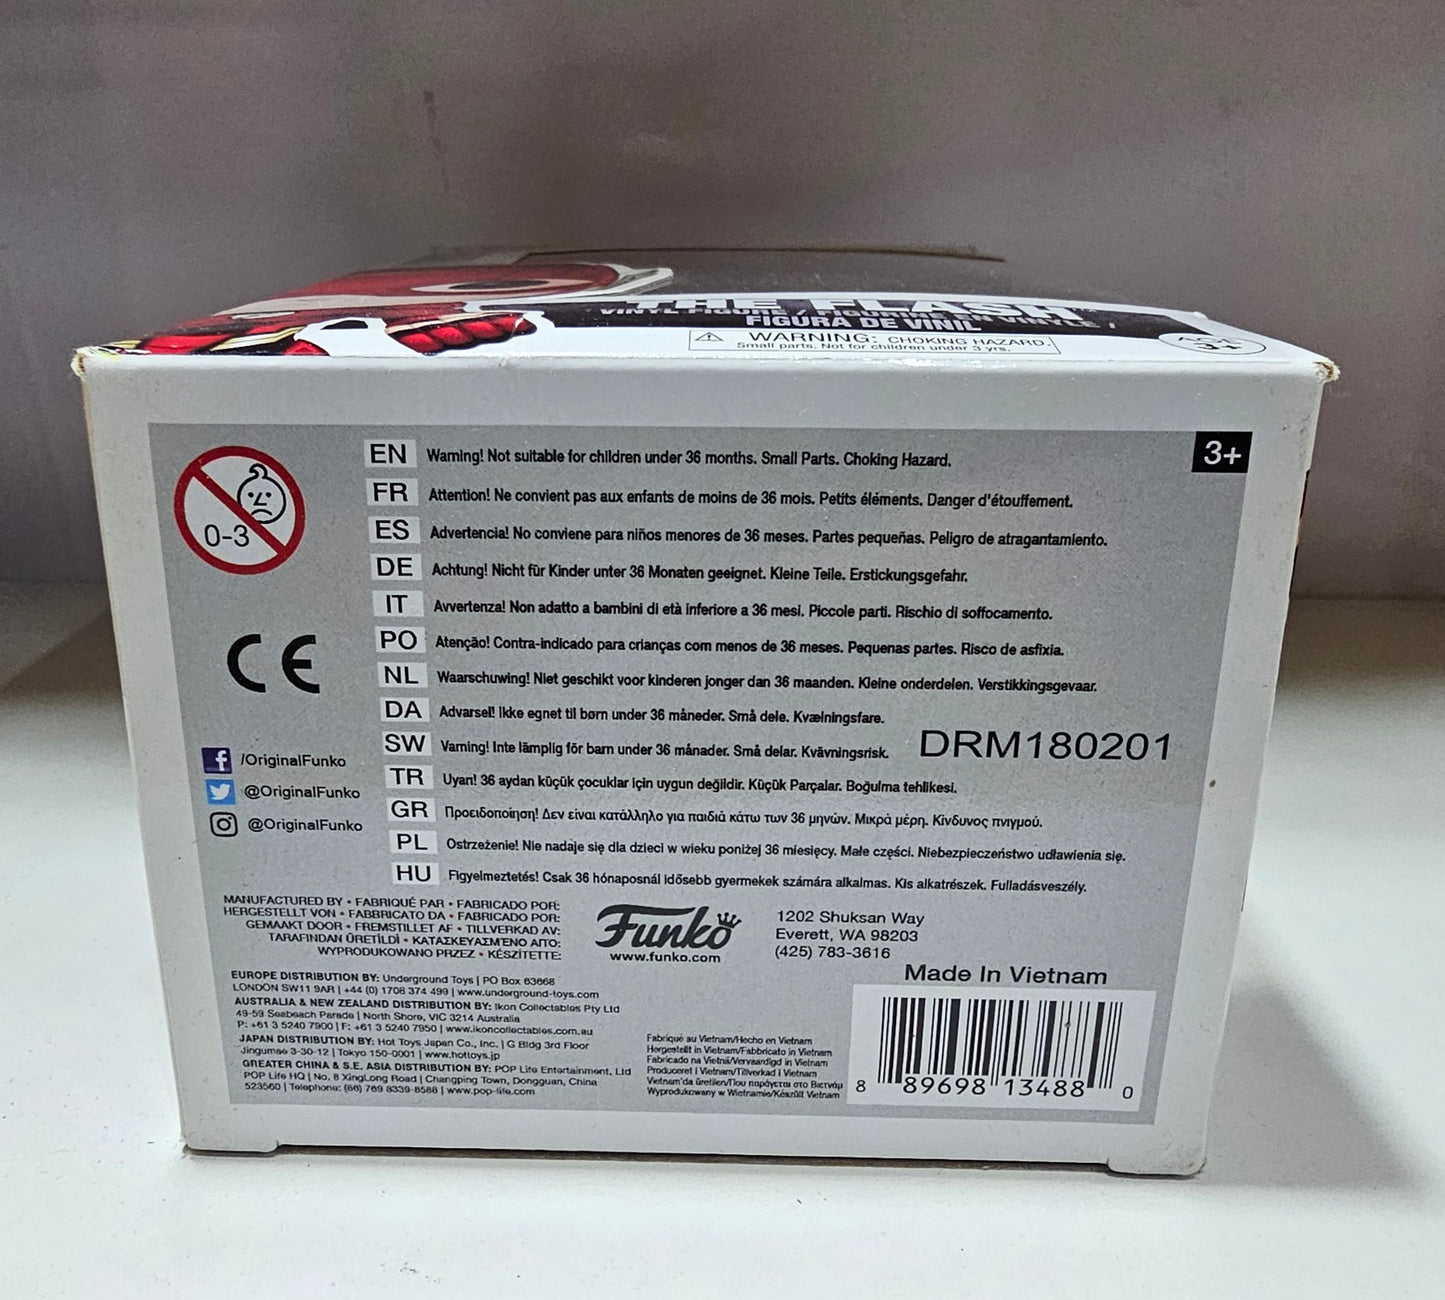 THE FLASH
VINYL FIGURE / FIGURINE EN VINYLE /
FIGURA DE VINIL
WARNING: CHOKING HAZARD.
Small parts. Not for children under 3 yrs.
3+
3+
0-3
EN Warning! Not suitable for children under 36 months. Small Parts. Choking Hazard.
FR Attention! Ne convient pas aux enfants de moins de 36 mois. Petits éléments. Danger d'étouffement.
ES Advertencia! No conviene para niños menores de 36 meses. Partes pequeñas. Peligro de atragantamiento.
DE Achtung! Nicht für Kinder unter 36 Monaten geeignet. Kleine Teile. Erstickungsgefahr.
IT Avvertenza! Non adatto a bambini di età inferiore a 36 mesi. Piccole parti. Rischio di soffocamento.
PO Atenção! Contra-indicado para crianças com menos de 36 meses. Pequenas partes. Risco de asfixia.
NL Waarschuwing! Niet geschikt voor kinderen jonger dan 36 maanden. Kleine onderdelen. Verstikkingsgevaar.
DA Advarsel! Ikke egnet til børn under 36 måneder. Små dele. Kvælningsfare.
SW Varning! Inte lämplig för barn under 36 månader. Små delar. Kvävningsrisk.
DRM180201
TR Uyarı! 36 aydan küçük çocuklar için uygun değildir. Küçük Parçalar. Boğulma tehlikesi.
GR Προειδοποίηση! Δεν είναι κατάλληλο για παιδιά κάτω των 36 μηνών. Μικρά μέρη. Κίνδυνος πνιγμού.
PL Ostrzeżenie! Nie nadaje się dla dzieci w wieku poniżej 36 miesięcy. Małe części. Niebezpieczeństwo udławienia się.
HU Figyelmeztetés! Csak 36 hónaposnál idősebb gyermekek számára alkalmas. Kis alkatrészek. Fulladásveszély.
CE
/OriginalFunko
@OriginalFunko
@OriginalFunko
MANUFACTURED BY • FABRIQUÉ PAR • FABRICADO POR:
HERGESTELLT VON • FABBRICATO DA • FABRICADO POR:
GEMAAKT DOOR • FREMSTILLET AF • TILLVERKAD AV:
TARAFINDAN ÜRETİLDİ • ΚΑΤΑΣΚΕΥΑΣΜΈΝΟ ΑΠΌ:
WYPRODUKOWANO PRZEZ • KÉSZÍTETTE:
Funko
www.funko.com
1202 Shuksan Way
Everett, WA 98203
(425) 783-3616
Made In Vietnam
EUROPE DISTRIBUTION BY: Underground Toys | PO Box 63668
LONDON SW11 9AR | +44 (0) 1708 374 499 | www.underground-toys.com
AUSTRALIA & NEW ZEALAND DISTRIBUTION BY: Ikon Collectables Pty Ltd
49-59 Seabeach Parade | North Shore, VIC 3214 Australia
P: +61 3 5240 7900 | F: +61 3 5240 7950 | www.ikoncollectables.com.au
JAPAN DISTRIBUTION BY: Hot Toys Japan Co., Inc. | G Bldg 3rd Floor
Jingumae 3-30-12 | Tokyo 150-0001 | www.hottoys.jp
GREATER CHINA & S.E. ASIA DISTRIBUTION BY: POP Life Entertainment, Ltd
POP Life HQ | No. 8 XingLong Road | Changping Town, Dongguan, China
523560 | Telephone: (86) 769 8339-8588 | www.pop-life.com
Fabriqué au Vietnam/Hecho en Vietnam
Hergestellt in Vietnam/Fabbricato in Vietnam
Fabricado na Vietnã/Vervaardigd in Vietnam
Produceret i Vietnam/Tillverkad i Vietnam
Vietnam'da üretilen/Που παράγεται στο Βιετνάμ
Wyprodukowany w Wietnamie/Készült Vietnam
8 89698 13488 0